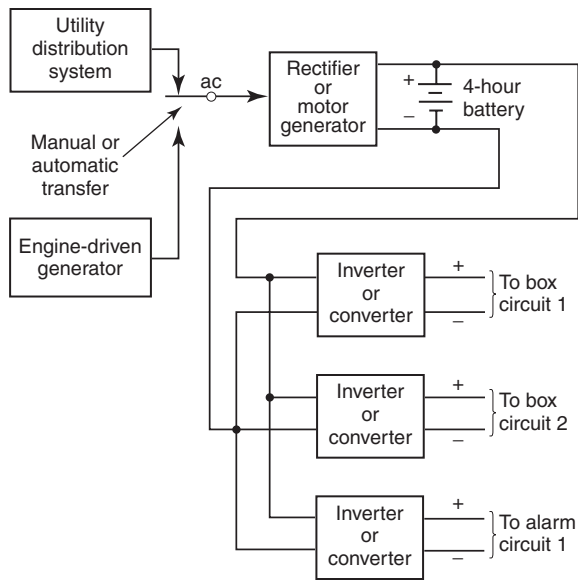 Utility
distribution
system
ac
Rectifier
or
motor
generator
+
–
4-hour
battery
Manual or
automatic
transfer
Engine-driven
generator
Inverter
or
converter
+
–
To box
circuit 1
Inverter
or
converter
+
–
To box
circuit 2
Inverter
or
converter
+
–
To alarm
circuit 1